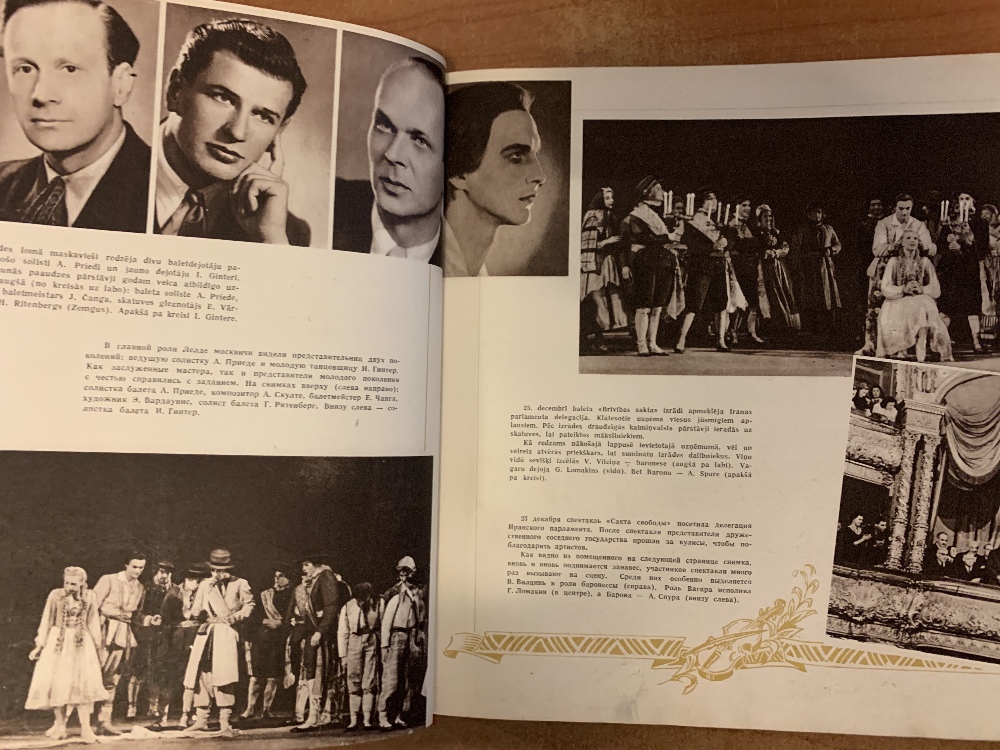 des lomā maskavieši redzēja divu baletdejotāju pa-
ošo solisti A. Priedi un jauno dejotāju I. Ginteri.
unās paaudzes pārstāvji godam veica atbildīgo uz-
augšā (no kreisās uz labo): baleta soliste A. Priede,
baletmeistars J. Čanga, skatuves gleznotājs E. Vār-
H. Ritenbergs (Zemgus). Apakšā pa kreisi I. Gintere.
В главной роли Лелде москвичи видели представительниц двух по-
колений: ведущую солистку А. Приеде и молодую танцовщицу И. Гинтер.
Как заслуженные мастера, так и представители молодого поколения
с честью справились с заданием. На снимках вверху (слева направо):
солистка балета А. Приеде, композитор А. Скулте, балетмейстер Е. Чанга,
художник Э. Вардаунис, солист балета Г. Ритенберг. Внизу слева — со-
листка балета И. Гинтер.
25. decembrī baleta «Brīvības sakta» izrādi apmeklēja Iranas
parlamenta delegācija. Klātesošie uzņēma viesus jūsmīgiem ap-
lausiem. Pēc izrādes draudzīgās kaimiņvalsts pārstāvji ieradās uz
skatuves, lai pateiktos māksliniekiem.
Kā redzams nākošajā lappusē ievietotajā uzņēmumā, vēl un
vēlreiz atvēras priekškars, lai suminātu izrādes dalībniekus. Viņu
vidū sevišķi izcēlās V. Vilciņa — baronese (augšā pa labi). Va-
garu dejoja G. Lomakins (vidū). Bet Baronu — A. Spure (apakšā
pa kreisi).
25 декабря спектакль «Сакта свободы» посетила делегация
Иранского парламента. После спектакля представители друже-
ственного соседнего государства прошли за кулисы, чтобы по-
благодарить артистов.
Как видно из помещенного на следующей странице снимка,
вновь и вновь поднимается занавес, участников спектакля много
раз вызывают на сцену. Среди них особенно выделяется
В. Вилцинь в роли баронессы (справа). Роль Вагара исполнял
Г. Ломакин (в центре), а Барона — А. Спура (внизу слева).